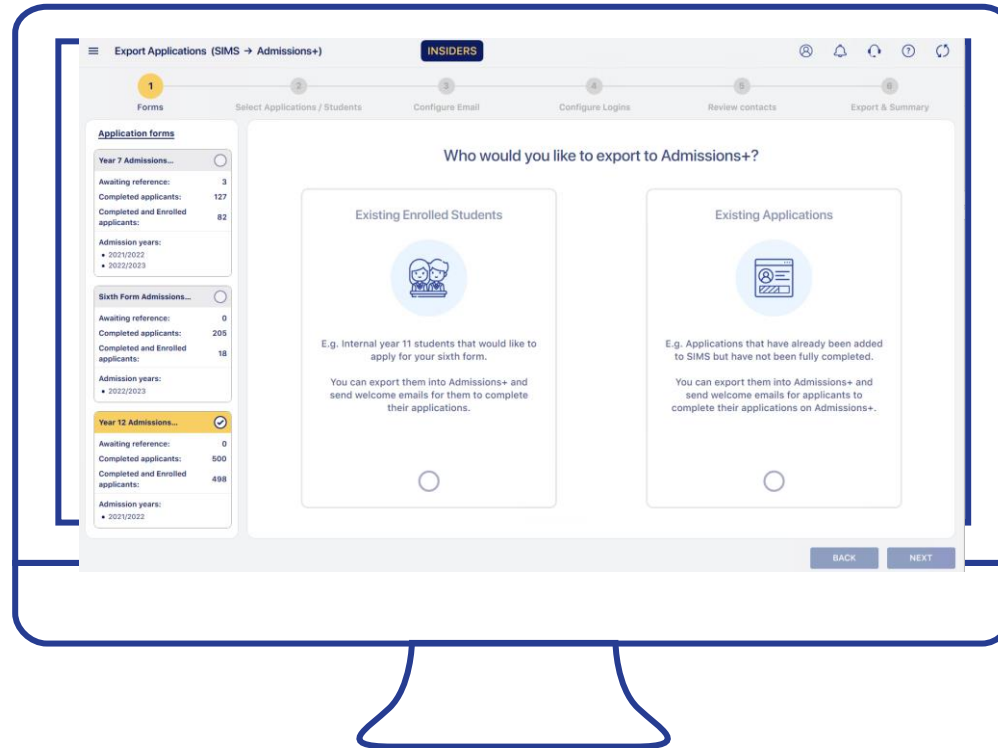 Export Applications (SIMS → Admissions+)
INSIDERS
1
Forms
2
Select Applications / Students
3
Configure Email
4
Configure Logins
5
Review contacts
6
Export & Summary
Application forms
Year 7 Admissions...
Awaiting reference: 3
Completed applicants: 127
Completed and Enrolled
applicants: 82
Admission years:
• 2021/2022
• 2022/2023
Sixth Form Admissions...
Awaiting reference: 0
Completed applicants: 205
Completed and Enrolled
applicants: 18
Admission years:
• 2022/2023
Year 12 Admissions...
Awaiting reference: 0
Completed applicants: 500
Completed and Enrolled
applicants: 498
Admission years:
• 2021/2022
Who would you like to export to Admissions+?
Existing Enrolled Students
E.g. Internal year 11 students that would like to
apply for your sixth form.
You can export them into Admissions+ and
send welcome emails for them to complete
their applications.
Existing Applications
E.g. Applications that have already been added
to SIMS but have not been fully completed.
You can export them into Admissions+ and
send welcome emails for applicants to
complete their applications on Admissions+.
BACK
NEXT